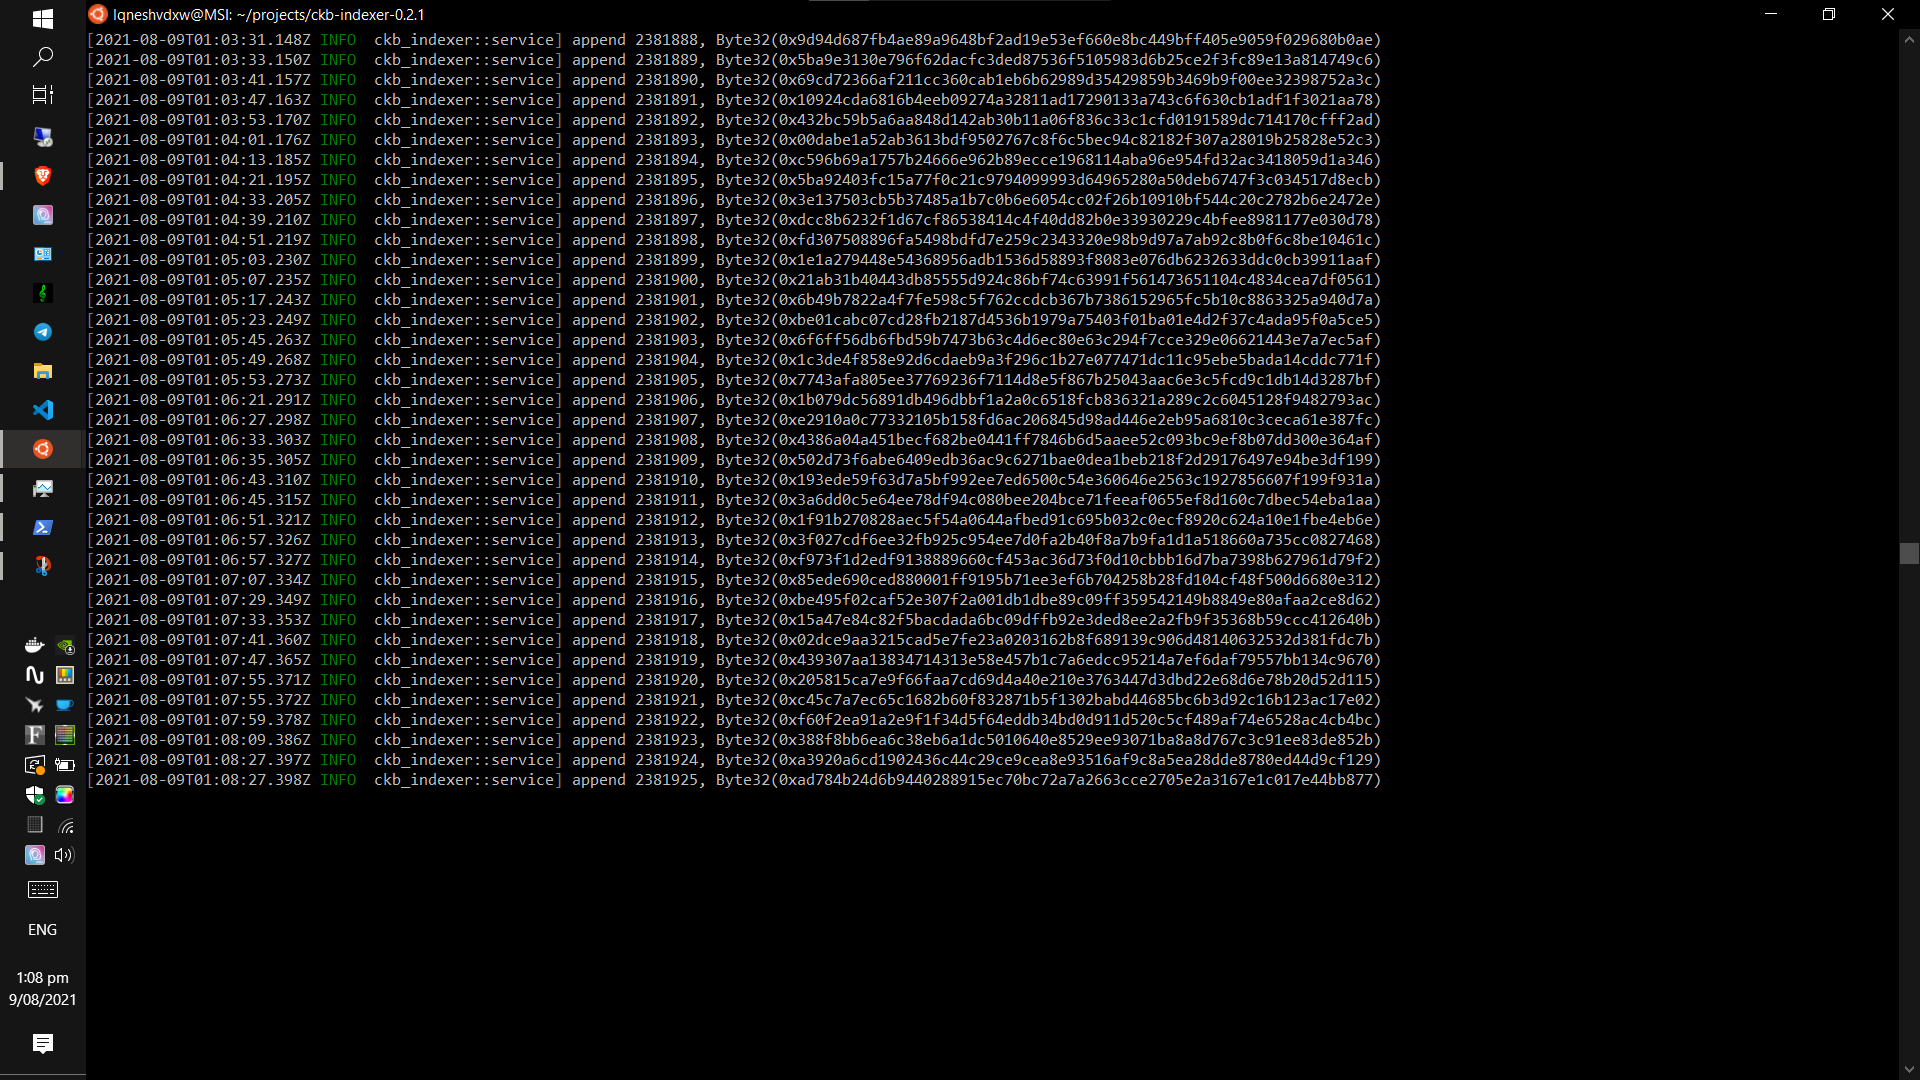 lqneshvdxw@MSI: ~/projects/ckb-indexer-0.2.1
[2021-08-09T01:03:31.148Z INFO  ckb_indexer::service] append 2381888, Byte32(0x9d94d687fb4ae89a9648bf2ad19e53ef660e8bc449bff405e9059f029680b0ae)
[2021-08-09T01:03:33.150Z INFO  ckb_indexer::service] append 2381889, Byte32(0x5ba9e3130e796f62dacfc3ded87536f5105983d6b25ce2f3fc89e13a814749c6)
[2021-08-09T01:03:41.157Z INFO  ckb_indexer::service] append 2381890, Byte32(0x69cd72366af211cc360cab1eb6b62989d35429859b3469b9f00ee32398752a3c)
[2021-08-09T01:03:47.163Z INFO  ckb_indexer::service] append 2381891, Byte32(0x10924cda6816b4eeb09274a32811ad17290133a743c6f630cb1adf1f3021aa78)
[2021-08-09T01:03:53.170Z INFO  ckb_indexer::service] append 2381892, Byte32(0x432bc59b5a6aa848d142ab30b11a06f836c33c1cfd0191589dc714170cfff2ad)
[2021-08-09T01:04:01.176Z INFO  ckb_indexer::service] append 2381893, Byte32(0x00dabe1a52ab3613bdf9502767c8f6c5bec94c82182f307a28019b25828e52c3)
[2021-08-09T01:04:13.185Z INFO  ckb_indexer::service] append 2381894, Byte32(0xc596b69a1757b24666e962b89ecce1968114aba96e954fd32ac3418059d1a346)
[2021-08-09T01:04:21.195Z INFO  ckb_indexer::service] append 2381895, Byte32(0x5ba92403fc15a77f0c21c9794099993d64965280a50deb6747f3c034517d8ecb)
[2021-08-09T01:04:33.205Z INFO  ckb_indexer::service] append 2381896, Byte32(0x3e137503cb5b37485a1b7c0b6e6054cc02f26b10910bf544c20c2782b6e2472e)
[2021-08-09T01:04:39.210Z INFO  ckb_indexer::service] append 2381897, Byte32(0xdcc8b6232f1d67cf86538414c4f40dd82b0e33930229c4bfee8981177e030d78)
[2021-08-09T01:04:51.219Z INFO  ckb_indexer::service] append 2381898, Byte32(0xfd307508896fa5498bdfd7e259c2343320e98b9d97a7ab92c8b0f6c8be10461c)
[2021-08-09T01:05:03.230Z INFO  ckb_indexer::service] append 2381899, Byte32(0x1e1a279448e54368956adb1536d58893f8083e076db6232633ddc0cb39911aaf)
[2021-08-09T01:05:07.235Z INFO  ckb_indexer::service] append 2381900, Byte32(0x21ab31b40443db85555d924c86bf74c63991f561473651104c4834cea7df0561)
[2021-08-09T01:05:17.243Z INFO  ckb_indexer::service] append 2381901, Byte32(0x6b49b7822a4f7fe598c5f762ccdcb367b7386152965fc5b10c8863325a940d7a)
[2021-08-09T01:05:23.249Z INFO  ckb_indexer::service] append 2381902, Byte32(0xbe01cabc07cd28fb2187d4536b1979a75403f01ba01e4d2f37c4ada95f0a5ce5)
[2021-08-09T01:05:45.263Z INFO  ckb_indexer::service] append 2381903, Byte32(0x6f6ff56db6fbd59b7473b63c4d6ec80e63c294f7cce329e06621443e7a7ec5af)
[2021-08-09T01:05:49.268Z INFO  ckb_indexer::service] append 2381904, Byte32(0x1c3de4f858e92d6cdaeb9a3f296c1b27e077471dc11c95ebe5bada14cddc771f)
[2021-08-09T01:05:53.273Z INFO  ckb_indexer::service] append 2381905, Byte32(0x7743afa805ee37769236f7114d8e5f867b25043aac6e3c5fcd9c1db14d3287bf)
[2021-08-09T01:06:21.291Z INFO  ckb_indexer::service] append 2381906, Byte32(0x1b079dc56891db496dbbf1a2a0c6518fcb836321a289c2c6045128f9482793ac)
[2021-08-09T01:06:27.298Z INFO  ckb_indexer::service] append 2381907, Byte32(0xe2910a0c77332105b158fd6ac206845d98ad446e2eb95a6810c3ceca61e387fc)
[2021-08-09T01:06:33.303Z INFO  ckb_indexer::service] append 2381908, Byte32(0x4386a04a451becf682be0441ff7846b6d5aaee52c093bc9ef8b07dd300e364af)
[2021-08-09T01:06:35.305Z INFO  ckb_indexer::service] append 2381909, Byte32(0x502d73f6abe6409edb36ac9c6271bae0dea1beb218f2d29176497e94be3df199)
[2021-08-09T01:06:43.310Z INFO  ckb_indexer::service] append 2381910, Byte32(0x193ede59f63d7a5bf992ee7ed6500c54e360646e2563c1927856607f199f931a)
[2021-08-09T01:06:45.315Z INFO  ckb_indexer::service] append 2381911, Byte32(0x3a6dd0c5e64ee78df94c080bee204bce71feeaf0655ef8d160c7dbec54eba1aa)
[2021-08-09T01:06:51.321Z INFO  ckb_indexer::service] append 2381912, Byte32(0x1f91b270828aec5f54a0644afbed91c695b032c0ecf8920c624a10e1fbe4eb6e)
[2021-08-09T01:06:57.326Z INFO  ckb_indexer::service] append 2381913, Byte32(0x3f027cdf6ee32fb925c954ee7d0fa2b40f8a7b9fa1d1a518660a735cc0827468)
[2021-08-09T01:06:57.327Z INFO  ckb_indexer::service] append 2381914, Byte32(0xf973f1d2edf9138889660cf453ac36d73f0d10cbbb16d7ba7398b627961d79f2)
[2021-08-09T01:07:07.334Z INFO  ckb_indexer::service] append 2381915, Byte32(0x85ede690ced880001ff9195b71ee3ef6b704258b28fd104cf48f500d6680e312)
[2021-08-09T01:07:29.349Z INFO  ckb_indexer::service] append 2381916, Byte32(0xbe495f02caf52e307f2a001db1dbe89c09ff359542149b8849e80afaa2ce8d62)
[2021-08-09T01:07:33.353Z INFO  ckb_indexer::service] append 2381917, Byte32(0x15a47e84c82f5bacdada6bc09dffb92e3ded8ee2a2fb9f35368b59ccc412640b)
[2021-08-09T01:07:41.360Z INFO  ckb_indexer::service] append 2381918, Byte32(0x02dce9aa3215cad5e7fe23a0203162b8f689139c906d48140632532d381fdc7b)
[2021-08-09T01:07:47.365Z INFO  ckb_indexer::service] append 2381919, Byte32(0x439307aa13834714313e58e457b1c7a6edcc95214a7ef6daf79557bb134c9670)
[2021-08-09T01:07:55.371Z INFO  ckb_indexer::service] append 2381920, Byte32(0x205815ca7e9f66faa7cd69d4a40e210e3763447d3dbd22e68d6e78b20d52d115)
[2021-08-09T01:07:55.372Z INFO  ckb_indexer::service] append 2381921, Byte32(0xc45c7a7ec65c1682b60f832871b5f1302babd44685bc6b3d92c16b123ac17e02)
[2021-08-09T01:07:59.378Z INFO  ckb_indexer::service] append 2381922, Byte32(0xf60f2ea91a2e9f1f34d5f64eddb34bd0d911d520c5cf489af74e6528ac4cb4bc)
[2021-08-09T01:08:09.386Z INFO  ckb_indexer::service] append 2381923, Byte32(0x388f8bb6ea6c38eb6a1dc5010640e8529ee93071ba8a8d767c3c91ee83de852b)
[2021-08-09T01:08:27.397Z INFO  ckb_indexer::service] append 2381924, Byte32(0xa3920a6cd1902436c44c29ce9cea8e93516af9c8a5ea28dde8780ed44d9cf129)
[2021-08-09T01:08:27.398Z INFO  ckb_indexer::service] append 2381925, Byte32(0xad784b24d6b9440288915ec70bc72a7a2663cce2705e2a3167e1c017e44bb877)
ENG
1:08 pm
9/08/2021